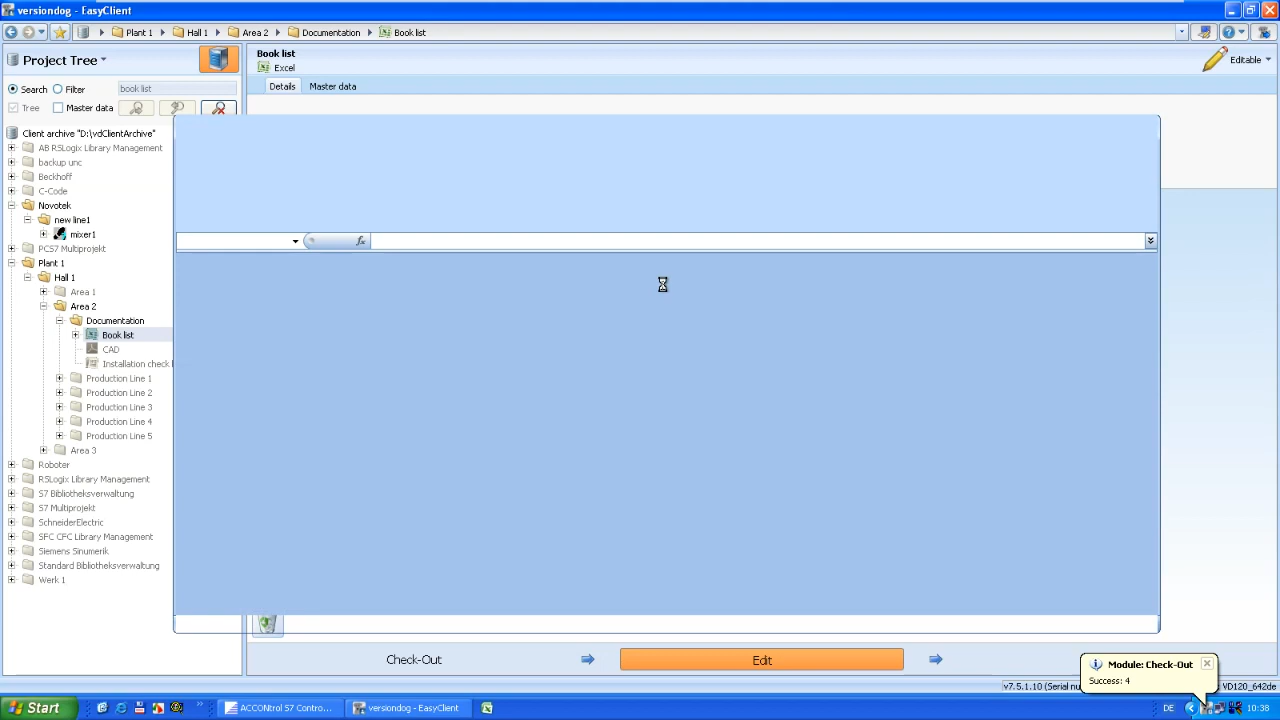 versiondog - EasyClient
Plant 1
Hall 1
Area 2
Documentation
Book list
Project Tree
Search
Filter
book list
Tree
Master data
Client archive "D:\vdClientArchive"
AB RSLogix Library Management
backup unc
Beckhoff
C-Code
Novotek
new line1
mixer1
PCS7 Multiprojekt
Plant 1
Hall 1
Area 1
Area 2
Documentation
Book list
CAD
Installation check
Production Line 1
Production Line 2
Production Line 3
Production Line 4
Production Line 5
Area 3
Roboter
RSLogix Library Management
S7 Bibliotheksverwaltung
S7 Multiprojekt
SchneiderElectric
SFC CFC Library Management
Siemens Sinumerik
Standard Bibliotheksverwaltung
Werk 1
Book list
Excel
Editable
Details
Master data
fx
Check-Out
Edit
Module: Check-Out
Success: 4
v7.5.1.10 (Serial nu
VD120_642de
Start
ACCONtrol S7 Contro...
versiondog - EasyClient
DE
10:38